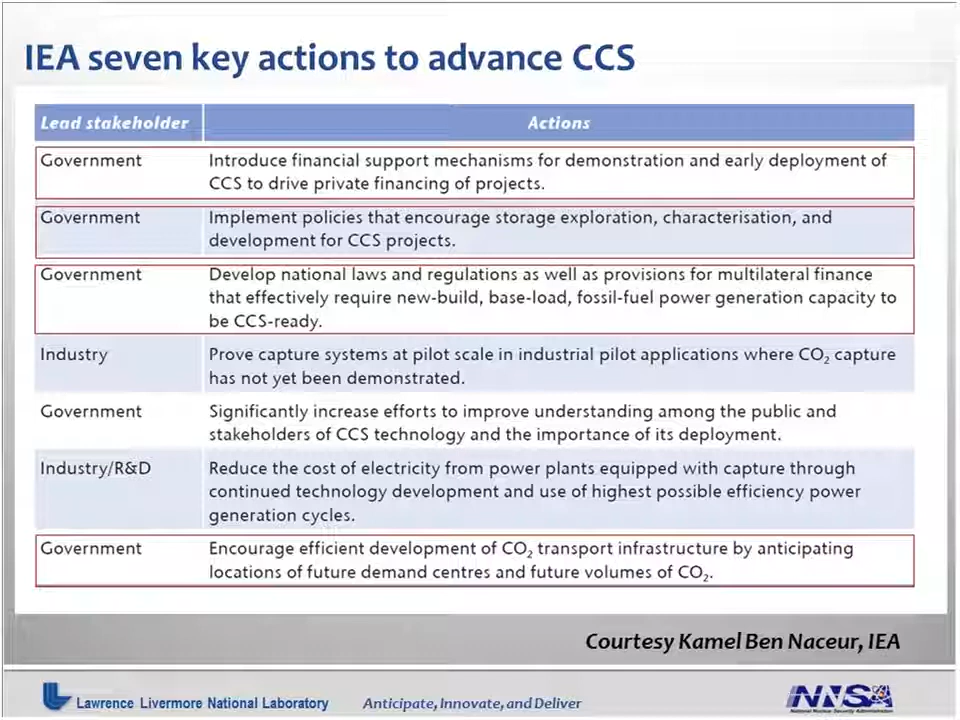 IEA seven key actions to advance CCS
Lead stakeholder Actions
Government Introduce financial support mechanisms for demonstration and early deployment of
CCS to drive private financing of projects.
Government Implement policies that encourage storage exploration, characterisation, and
development for CCS projects.
Government Develop national laws and regulations as well as provisions for multilateral finance
that effectively require new-build, base-load, fossil-fuel power generation capacity to
be CCS-ready.
Industry Prove capture systems at pilot scale in industrial pilot applications where CO₂ capture
has not yet been demonstrated.
Government Significantly increase efforts to improve understanding among the public and
stakeholders of CCS technology and the importance of its deployment.
Industry/R&D Reduce the cost of electricity from power plants equipped with capture through
continued technology development and use of highest possible efficiency power
generation cycles.
Government Encourage efficient development of CO₂ transport infrastructure by anticipating
locations of future demand centres and future volumes of CO₂.
Courtesy Kamel Ben Naceur, IEA
Lawrence Livermore National Laboratory Anticipate, Innovate, and Deliver
NNSA
National Nuclear Security Administration